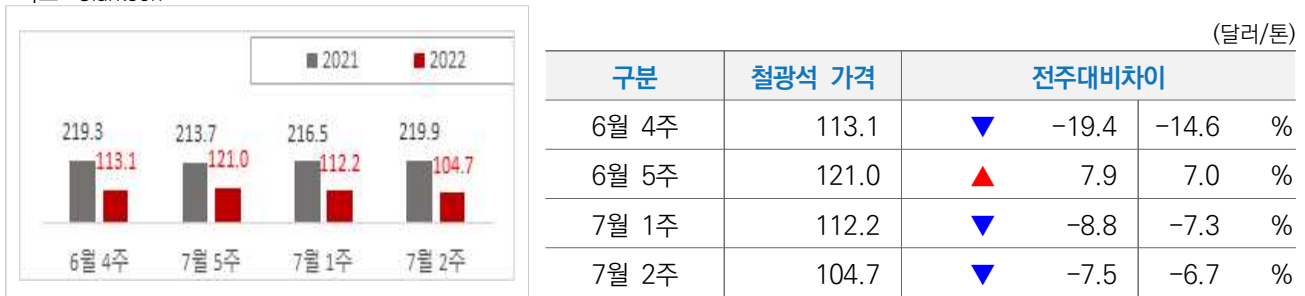 ■ 2021 ■ 2022
219.3 213.7 216.5 219.9
113.1 121.0 112.2 104.7
6월 4주 7월 5주 7월 1주 7월 2주
(달러/톤)
구분 철광석 가격 전주대비차이
6월 4주 113.1 ▼ -19.4 -14.6 %
6월 5주 121.0 ▲ 7.9 7.0 %
7월 1주 112.2 ▼ -8.8 -7.3 %
7월 2주 104.7 ▼ -7.5 -6.7 %